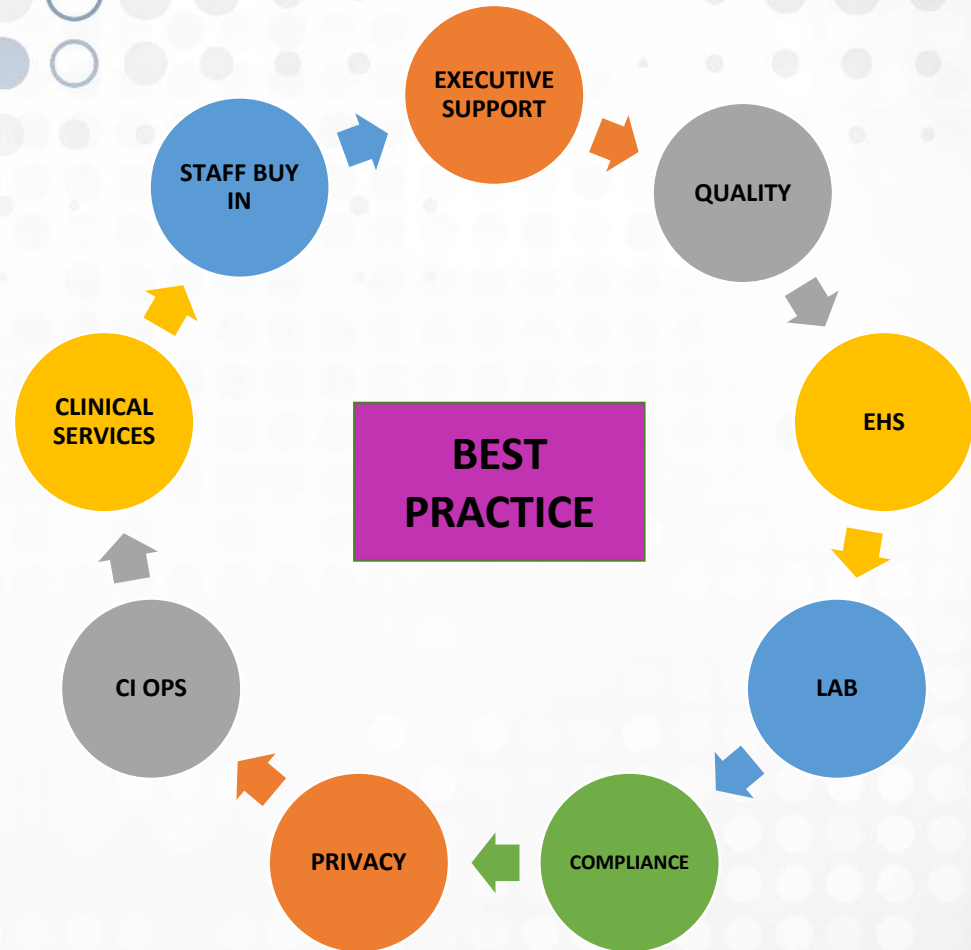 EXECUTIVE
SUPPORT
QUALITY
EHS
LAB
COMPLIANCE
PRIVACY
CI OPS
CLINICAL
SERVICES
STAFF BUY
IN
BEST
PRACTICE